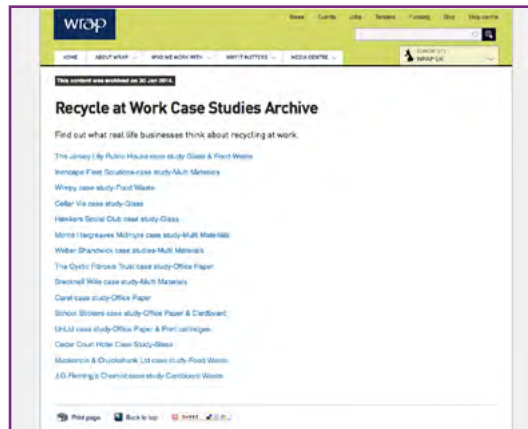 wrap
News Events Jobs Tenders Funding Blog Help centre
HOME ABOUT WRAP WHO WE WORK WITH WHY IT MATTERS MEDIA CENTRE
WRAP UK
This content was archived on 30 Jan 2014.
Recycle at Work Case Studies Archive
Find out what real life businesses think about recycling at work.
The Jersey Lily Public House case study-Glass & Food Waste
Inenscape Fleet Solutions-case study-Multi Materials
Wimpy case study-Food Waste
Cellar Vie case study-Glass
Hawkers Social Club case study-Glass
Morris Hargreaves McIntyre case study-Multi Materials
Weber Shandwick case studies-Multi Materials
The Cystic Fibrosis Trust case study-Office Paper
Brecknell Wille case study-Multi Materials
case study-Office Paper
School Stickers case study-Office Paper & Cardboard
UnLtd case study-Office Paper & Print cartridges
Cedar Court Hotel Case Study-Glass
Mackenzie & Cruickshank Ltd case study-Food Waste
J.G. Fleming's Chemist case study-Cardboard Waste
Print page Back to top SHARE